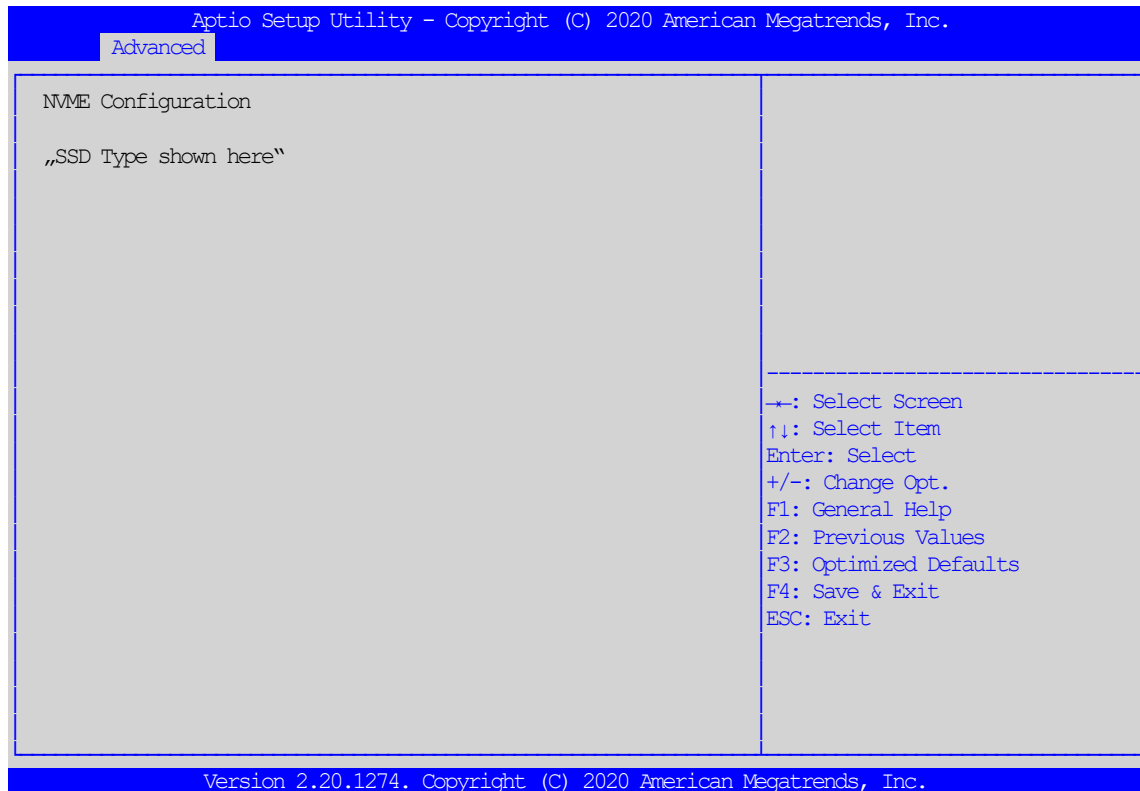 Aptio Setup Utility – Copyright (C) 2020 American Megatrends, Inc.
Advanced
NVME Configuration
„SSD Type shown here“
→←: Select Screen
↑↓: Select Item
Enter: Select
+/-: Change Opt.
F1: General Help
F2: Previous Values
F3: Optimized Defaults
F4: Save & Exit
ESC: Exit
Version 2.20.1274. Copyright (C) 2020 American Megatrends, Inc.